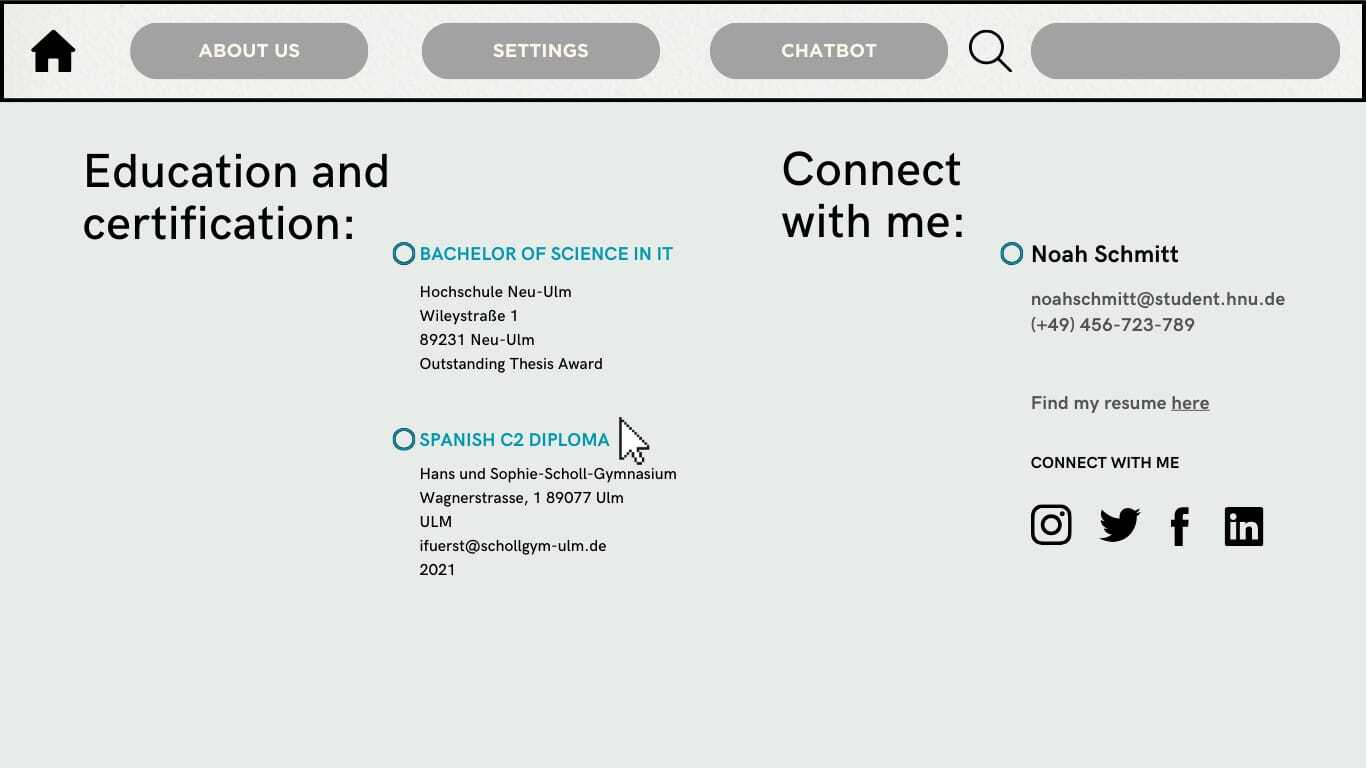 ABOUT US
SETTINGS
CHATBOT
Education and
certification:
BACHELOR OF SCIENCE IN IT
Hochschule Neu-Ulm
Wileystraße 1
89231 Neu-Ulm
Outstanding Thesis Award
SPANISH C2 DIPLOMA
Hans und Sophie-Scholl-Gymnasium
Wagnerstrasse, 1 89077 Ulm
ULM
ifuerst@schollgym-ulm.de
2021
Connect
with me:
Noah Schmitt
noahschmitt@student.hnu.de
(+49) 456-723-789
Find my resume here
CONNECT WITH ME
in